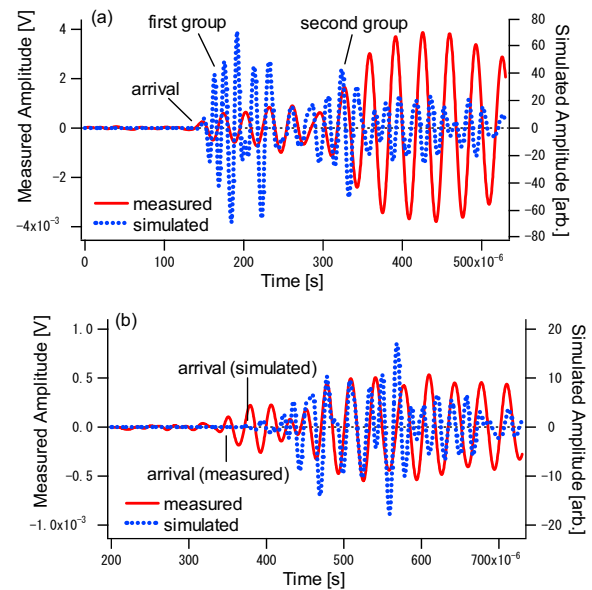 (a)
first group
second group
arrival
Measured Amplitude [V]
4
2
0
−2
−4x10⁻³
measured
simulated
80
60
40
20
0
−20
−40
−60
−80
Simulated Amplitude [arb.]
0
100
200
300
400
500x10⁻⁶
Time [s]
(b)
arrival (simulated)
arrival (measured)
Measured Amplitude [V]
1.0
0.5
0.0
−0.5
−1.0x10⁻³
measured
simulated
20
10
0
−10
−20
Simulated Amplitude [arb.]
200
300
400
500
600
700x10⁻⁶
Time [s]